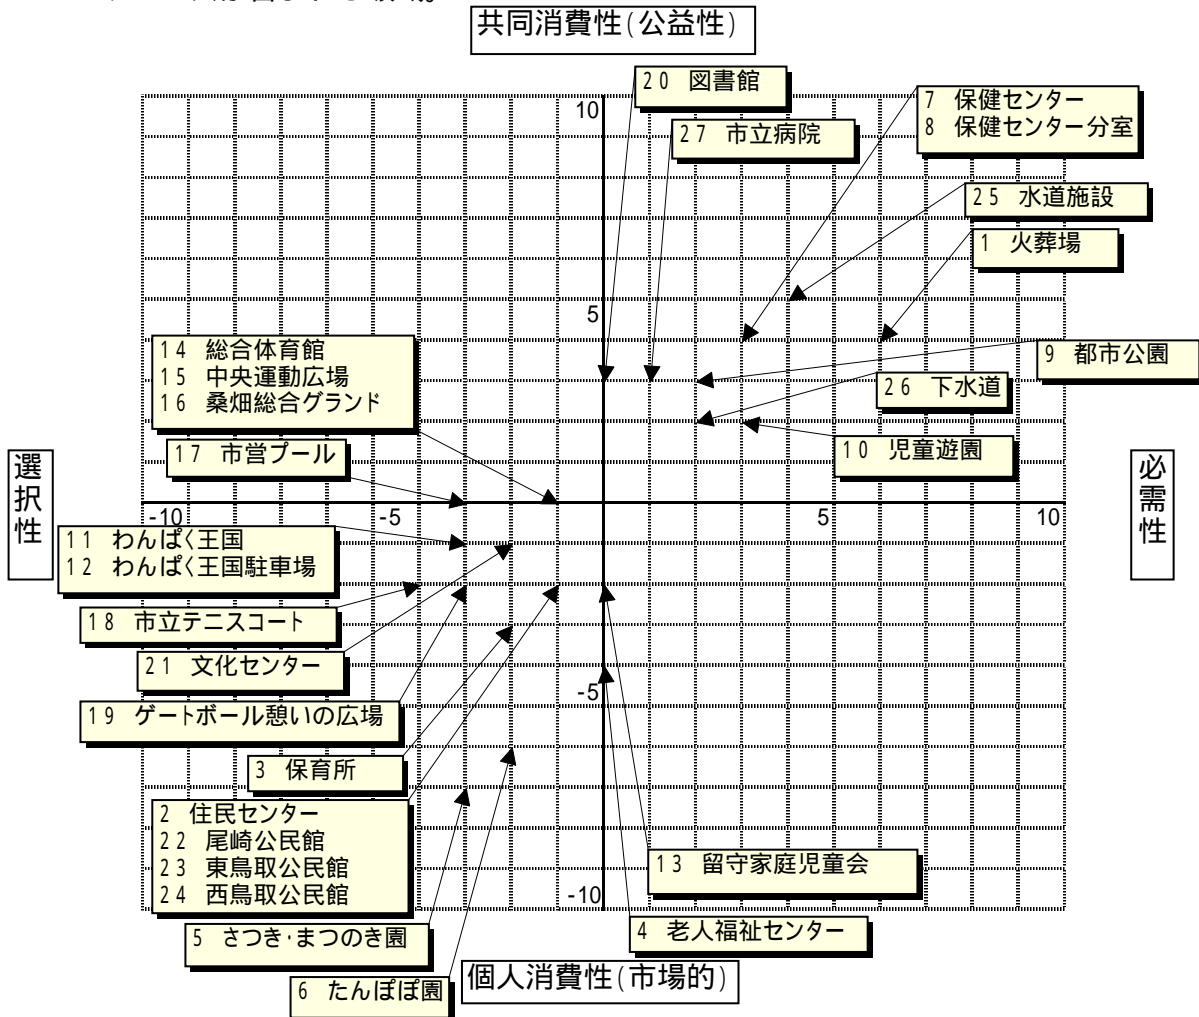 共同消費性(公益性)
20 図書館
27 市立病院
7 保健センター
8 保健センター分室
25 水道施設
1 火葬場
10
5
14 総合体育館
15 中央運動広場
16 桑畑総合グランド
9 都市公園
26 下水道
17 市営プール
10 児童遊園
選択性
必需性
-10
-5
5
10
11 わんぱく王国
12 わんぱく王国駐車場
18 市立テニスコート
21 文化センター
-5
19 ゲートボール憩いの広場
3 保育所
2 住民センター
22 尾崎公民館
23 東鳥取公民館
24 西鳥取公民館
13 留守家庭児童会
-10
5 さつき・まつのき園
4 老人福祉センター
6 たんぽぽ園
個人消費性(市場的)